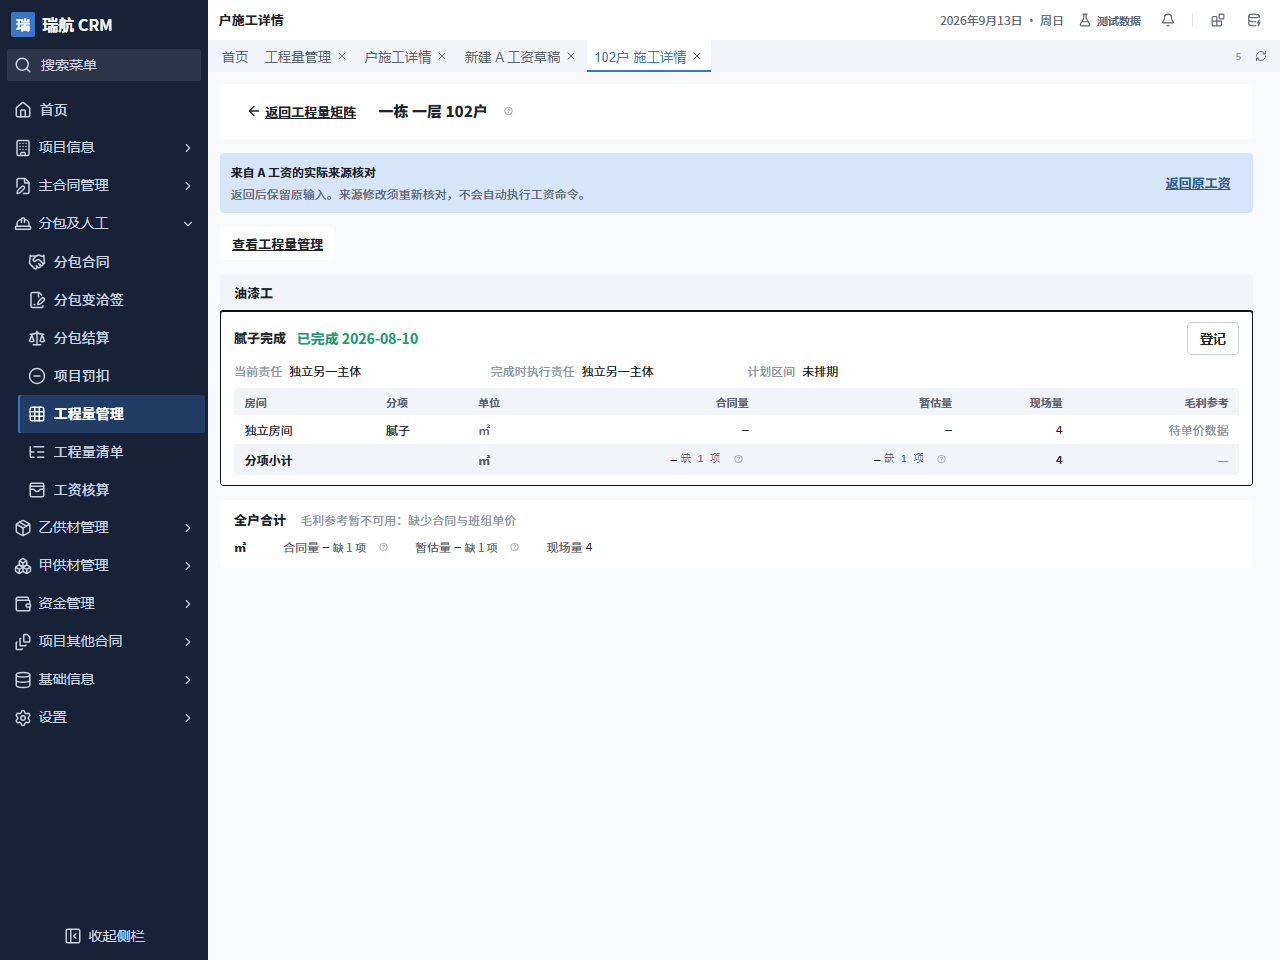 瑞 瑞航 CRM
搜索菜单
首页
项目信息
主合同管理
分包及人工
分包合同
分包变洽签
分包结算
项目罚扣
工程量管理
工程量清单
工资核算
乙供材管理
甲供材管理
资金管理
项目其他合同
基础信息
设置
收起侧栏
户施工详情
2026年9月13日 · 周日 测试数据
首页 工程量管理 × 户施工详情 × 新建 A 工资草稿 × 102户 施工详情 × 5
← 返回工程量矩阵 一栋 一层 102户
来自 A 工资的实际来源核对
返回后保留原输入。来源修改须重新核对，不会自动执行工资命令。
返回原工资
查看工程量管理
油漆工
腻子完成 已完成 2026-08-10 登记
当前责任 独立另一主体 完成时执行责任 独立另一主体 计划区间 未排期
房间 分项 单位 合同量 暂估量 现场量 毛利参考
独立房间 腻子 ㎡ – – 4 待单价数据
分项小计 ㎡ – 缺 1 项 – 缺 1 项 4 —
全户合计 毛利参考暂不可用：缺少合同与班组单价
㎡ 合同量 – 缺 1 项 暂估量 – 缺 1 项 现场量 4